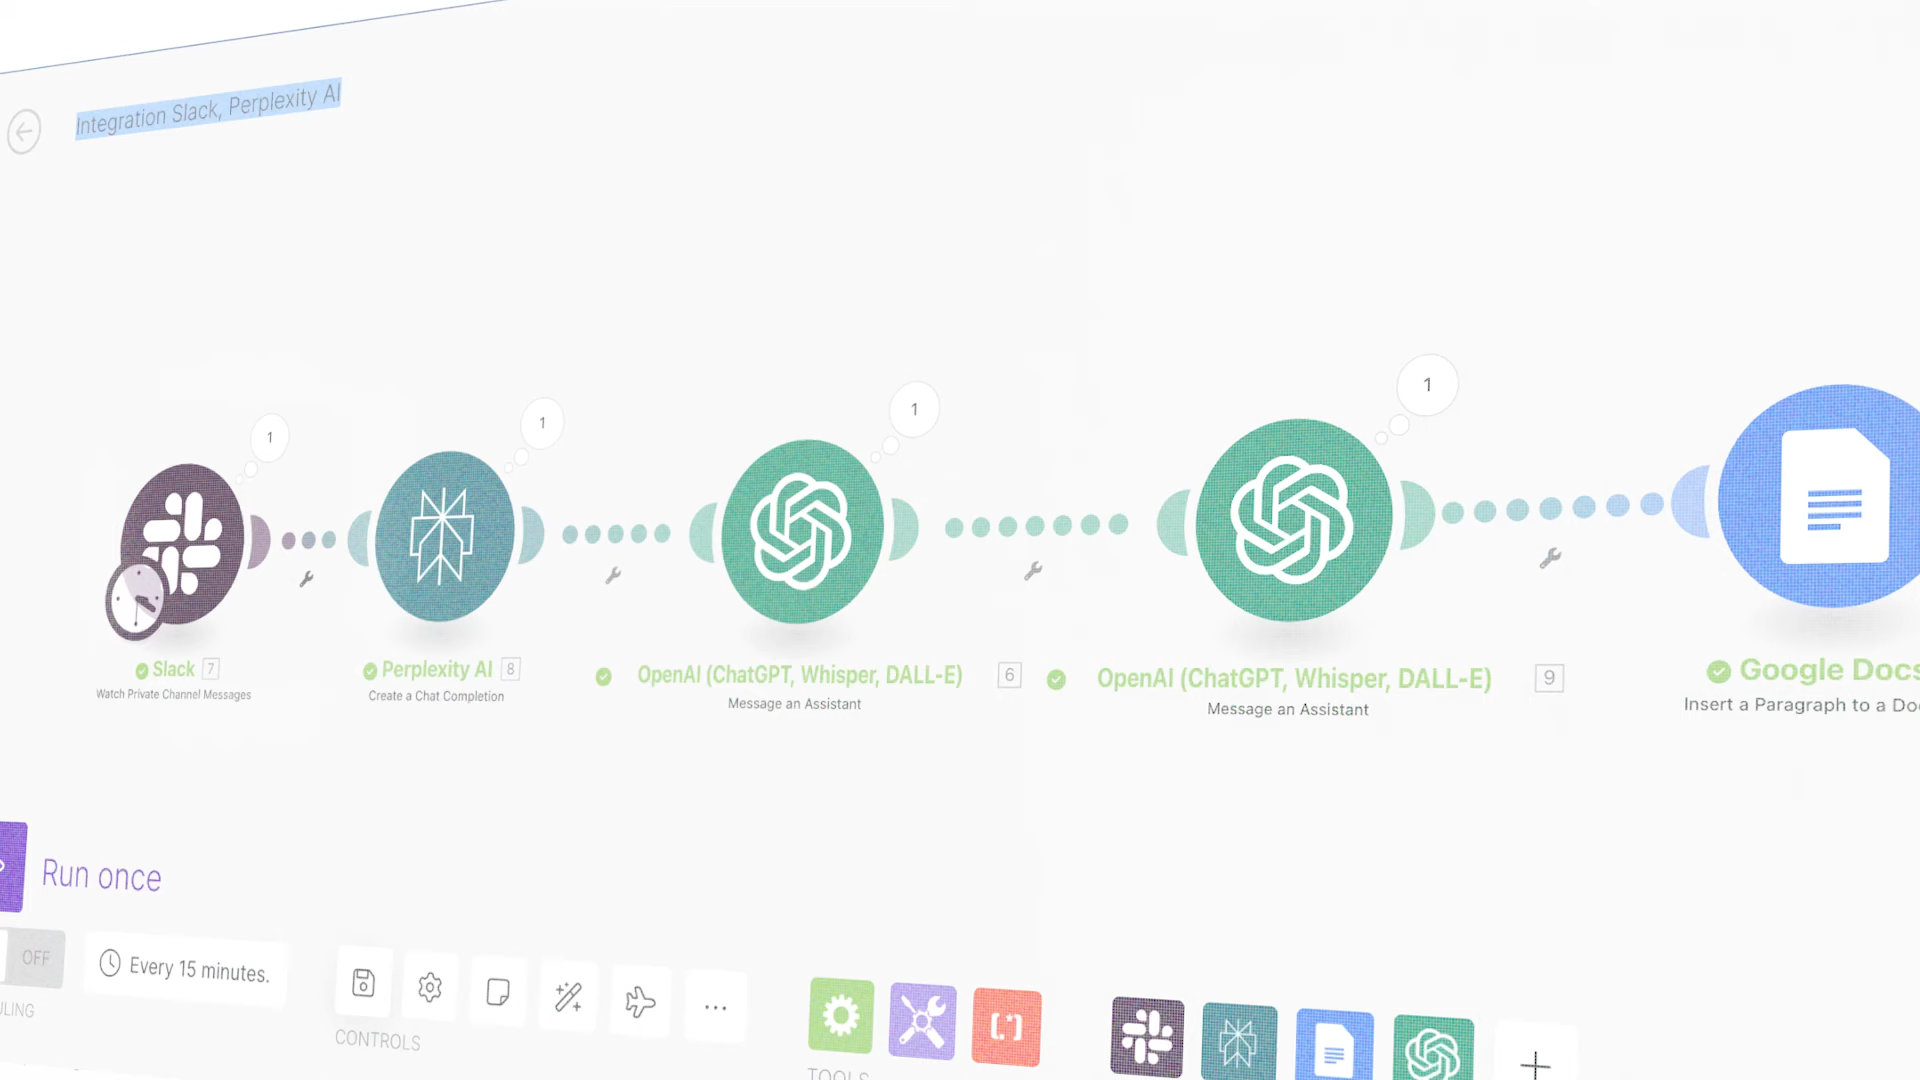 Integration Slack, Perplexity AI
1
1
1
1
Slack 7
Watch Private Channel Messages
Perplexity AI 8
Create a Chat Completion
OpenAI (ChatGPT, Whisper, DALL-E) 6
Message an Assistant
OpenAI (ChatGPT, Whisper, DALL-E) 9
Message an Assistant
Google Docs
Insert a Paragraph to a Do
Run once
OFF
Every 15 minutes.
ULING
CONTROLS
TOOLS